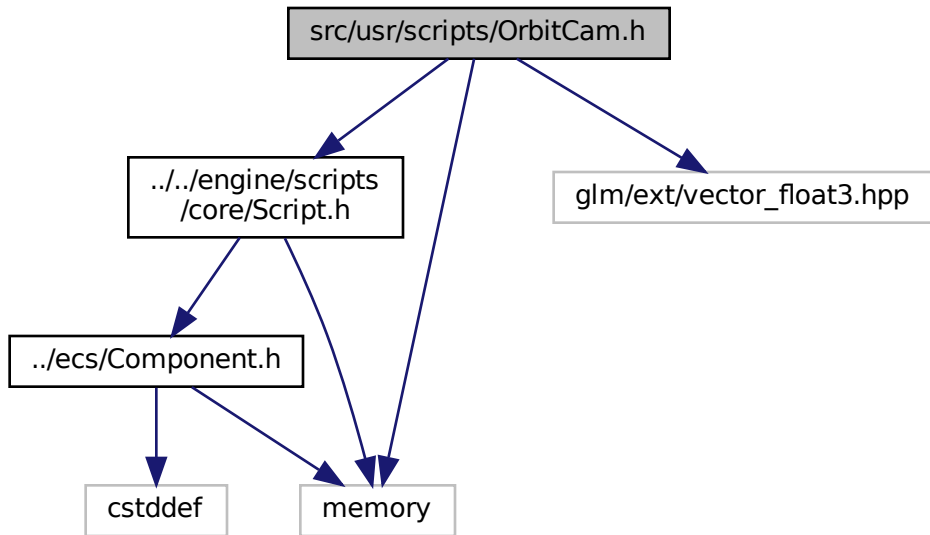 src/usr/scripts/OrbitCam.h
../../engine/scripts
/core/Script.h
glm/ext/vector_float3.hpp
../ecs/Component.h
cstddef
memory